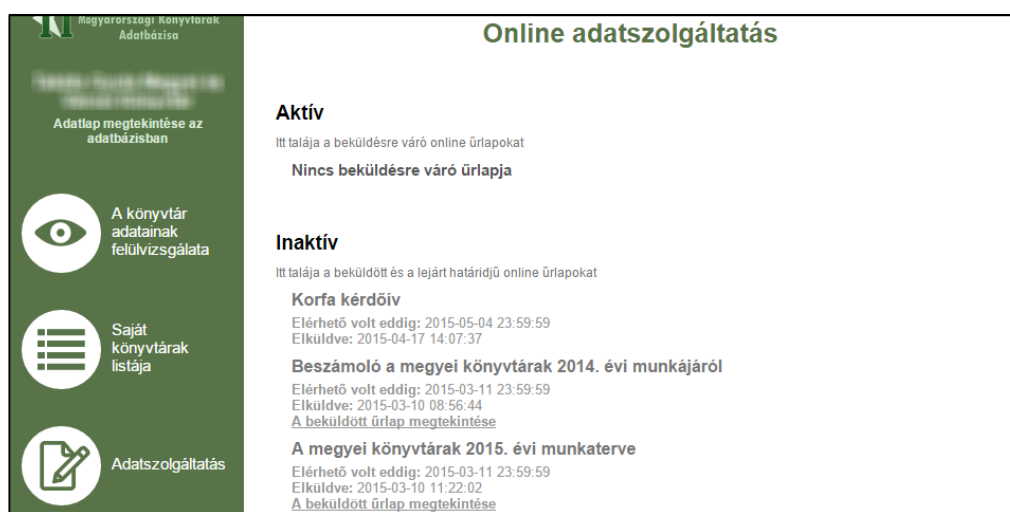 Magyarországi Könyvtárak
Adatbázisa
Adatlap megtekintése az
adatbázisban
A könyvtár
adatainak
felülvizsgálata
Saját
könyvtárak
listája
Adatszolgáltatás
Online adatszolgáltatás
Aktív
Itt talája a beküldésre váró online űrlapokat
Nincs beküldésre váró űrlapja
Inaktív
Itt talája a beküldött és a lejárt határidjű online űrlapokat
Korfa kérdőív
Elérhető volt eddig: 2015-05-04 23:59:59
Elküldve: 2015-04-17 14:07:37
Beszámoló a megyei könyvtárak 2014. évi munkájáról
Elérhető volt eddig: 2015-03-11 23:59:59
Elküldve: 2015-03-10 08:56:44
A beküldött űrlap megtekintése
A megyei könyvtárak 2015. évi munkaterve
Elérhető volt eddig: 2015-03-11 23:59:59
Elküldve: 2015-03-10 11:22:02
A beküldött űrlap megtekintése